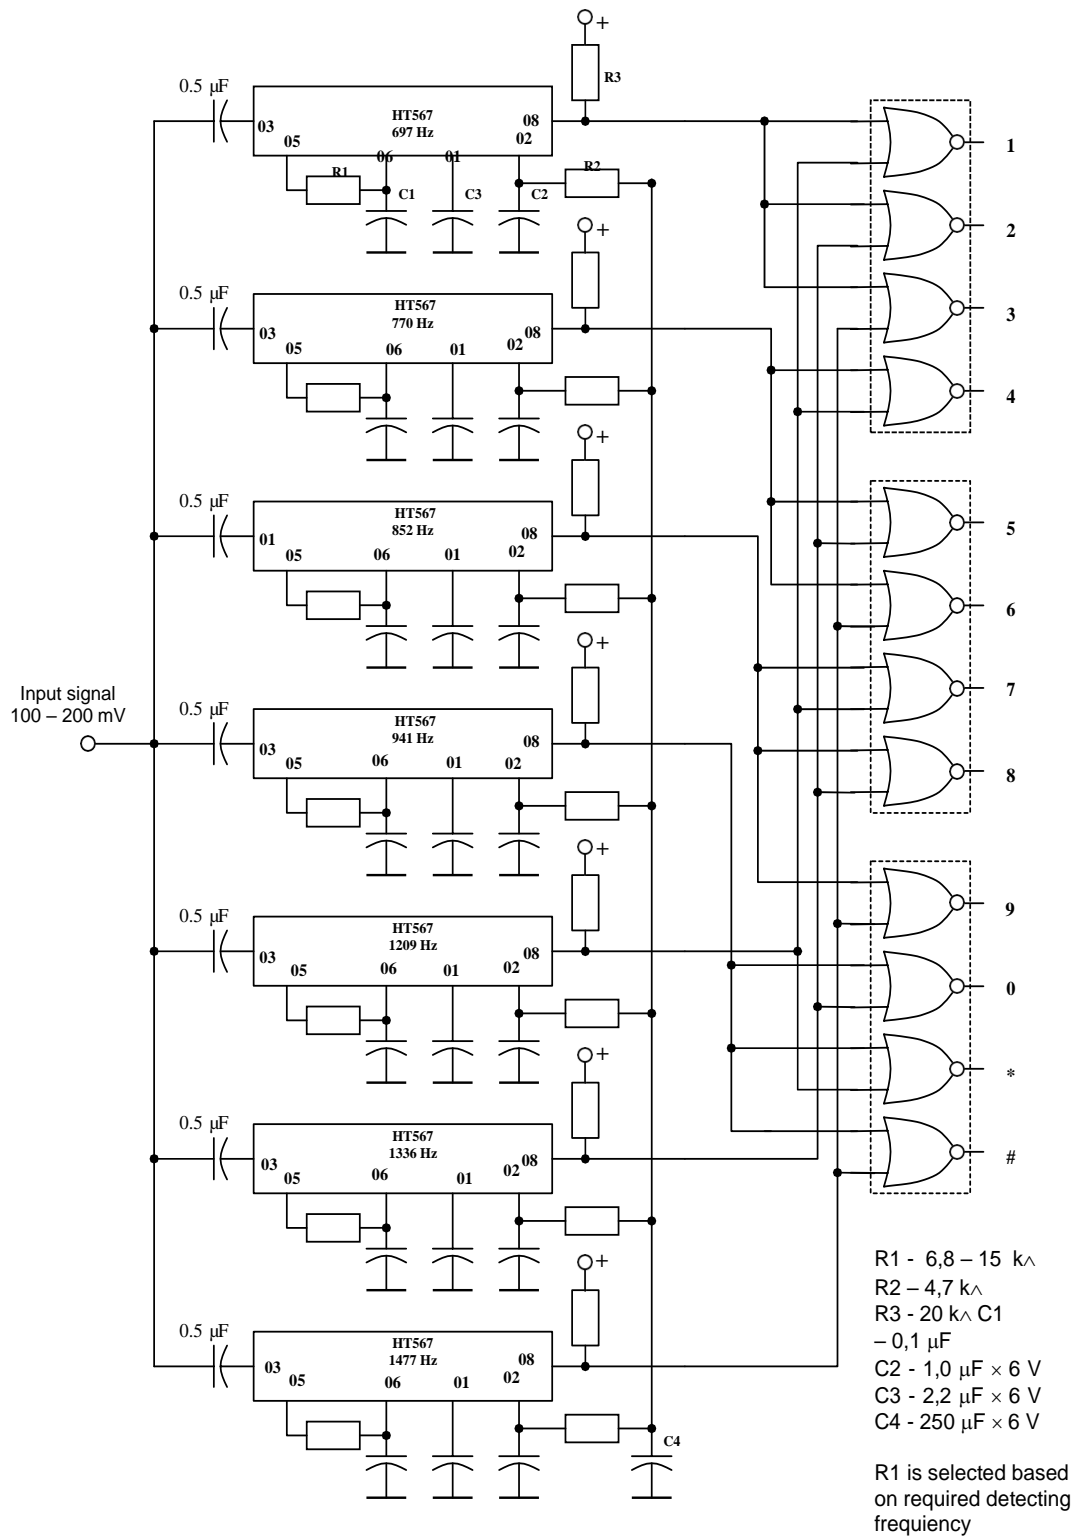 +
R3
0.5 µF
HT567
697 Hz
03
05
06
01
08
02
R1
C1
C3
C2
R2
1
2
3
4
+
0.5 µF
HT567
770 Hz
03
05
06
01
02
08
+
0.5 µF
HT567
852 Hz
01
05
06
01
02
08
5
6
7
8
+
Input signal
100 – 200 mV
0.5 µF
HT567
941 Hz
03
05
06
01
02
08
+
0.5 µF
HT567
1209 Hz
03
05
06
01
02
08
9
0
*
#
+
0.5 µF
HT567
1336 Hz
03
05
06
01
02
08
+
0.5 µF
HT567
1477 Hz
03
05
06
01
02
08
C4
R1 - 6,8 – 15 k∧
R2 – 4,7 k∧
R3 - 20 k∧ C1
– 0,1 µF
C2 - 1,0 µF × 6 V
C3 - 2,2 µF × 6 V
C4 - 250 µF × 6 V
R1 is selected based
on required detecting
frequiency